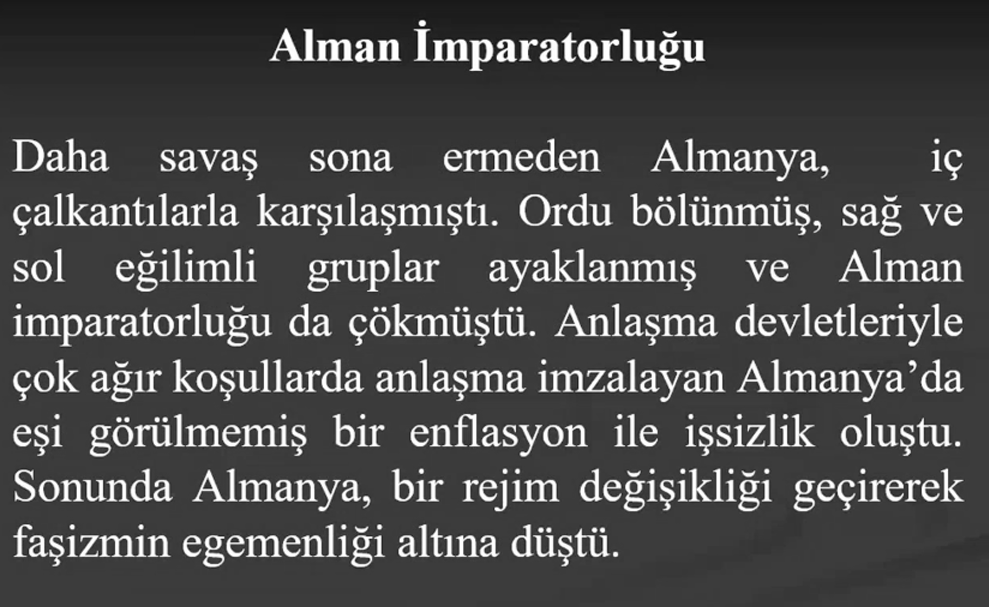 Alman İmparatorluğu
Daha savaş sona ermeden Almanya, iç
çalkantılarla karşılaşmıştı. Ordu bölünmüş, sağ ve
sol eğilimli gruplar ayaklanmış ve Alman
imparatorluğu da çökmüştü. Anlaşma devletleriyle
çok ağır koşullarda anlaşma imzalayan Almanya’da
eşi görülmemiş bir enflasyon ile işsizlik oluştu.
Sonunda Almanya, bir rejim değişikliği geçirerek
faşizmin egemenliği altına düştü.